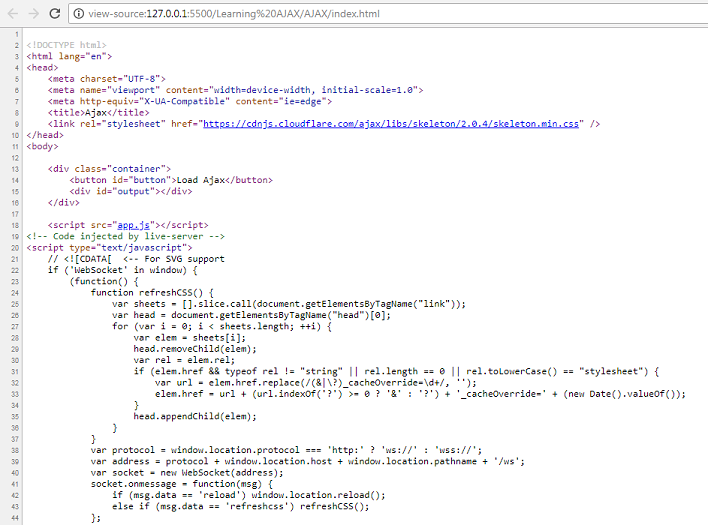 view-source:127.0.0.1:5500/Learning%20AJAX/AJAX/index.html
1
2 <!DOCTYPE html>
3 <html lang="en">
4 <head>
5     <meta charset="UTF-8">
6     <meta name="viewport" content="width=device-width, initial-scale=1.0">
7     <meta http-equiv="X-UA-Compatible" content="ie=edge">
8     <title>Ajax</title>
9     <link rel="stylesheet" href="https://cdnjs.cloudflare.com/ajax/libs/skeleton/2.0.4/skeleton.min.css" />
10 </head>
11 <body>
12
13     <div class="container">
14         <button id="button">Load Ajax</button>
15         <div id="output"></div>
16     </div>
17
18     <script src="app.js"></script>
19 <!-- Code injected by live-server -->
20 <script type="text/javascript">
21     // <![CDATA[  <-- For SVG support
22     if ('WebSocket' in window) {
23         (function() {
24             function refreshCSS() {
25                 var sheets = [].slice.call(document.getElementsByTagName("link"));
26                 var head = document.getElementsByTagName("head")[0];
27                 for (var i = 0; i < sheets.length; ++i) {
28                     var elem = sheets[i];
29                     head.removeChild(elem);
30                     var rel = elem.rel;
31                     if (elem.href && typeof rel != "string" || rel.length == 0 || rel.toLowerCase() == "stylesheet") {
32                         var url = elem.href.replace(/(&|\?)_cacheOverride=\d+/, '');
33                         elem.href = url + (url.indexOf('?') >= 0 ? '&' : '?') + '_cacheOverride=' + (new Date().valueOf());
34                     }
35                     head.appendChild(elem);
36                 }
37             }
38             var protocol = window.location.protocol === 'http:' ? 'ws://' : 'wss://';
39             var address = protocol + window.location.host + window.location.pathname + '/ws';
40             var socket = new WebSocket(address);
41             socket.onmessage = function(msg) {
42                 if (msg.data == 'reload') window.location.reload();
43                 else if (msg.data == 'refreshcss') refreshCSS();
44             };